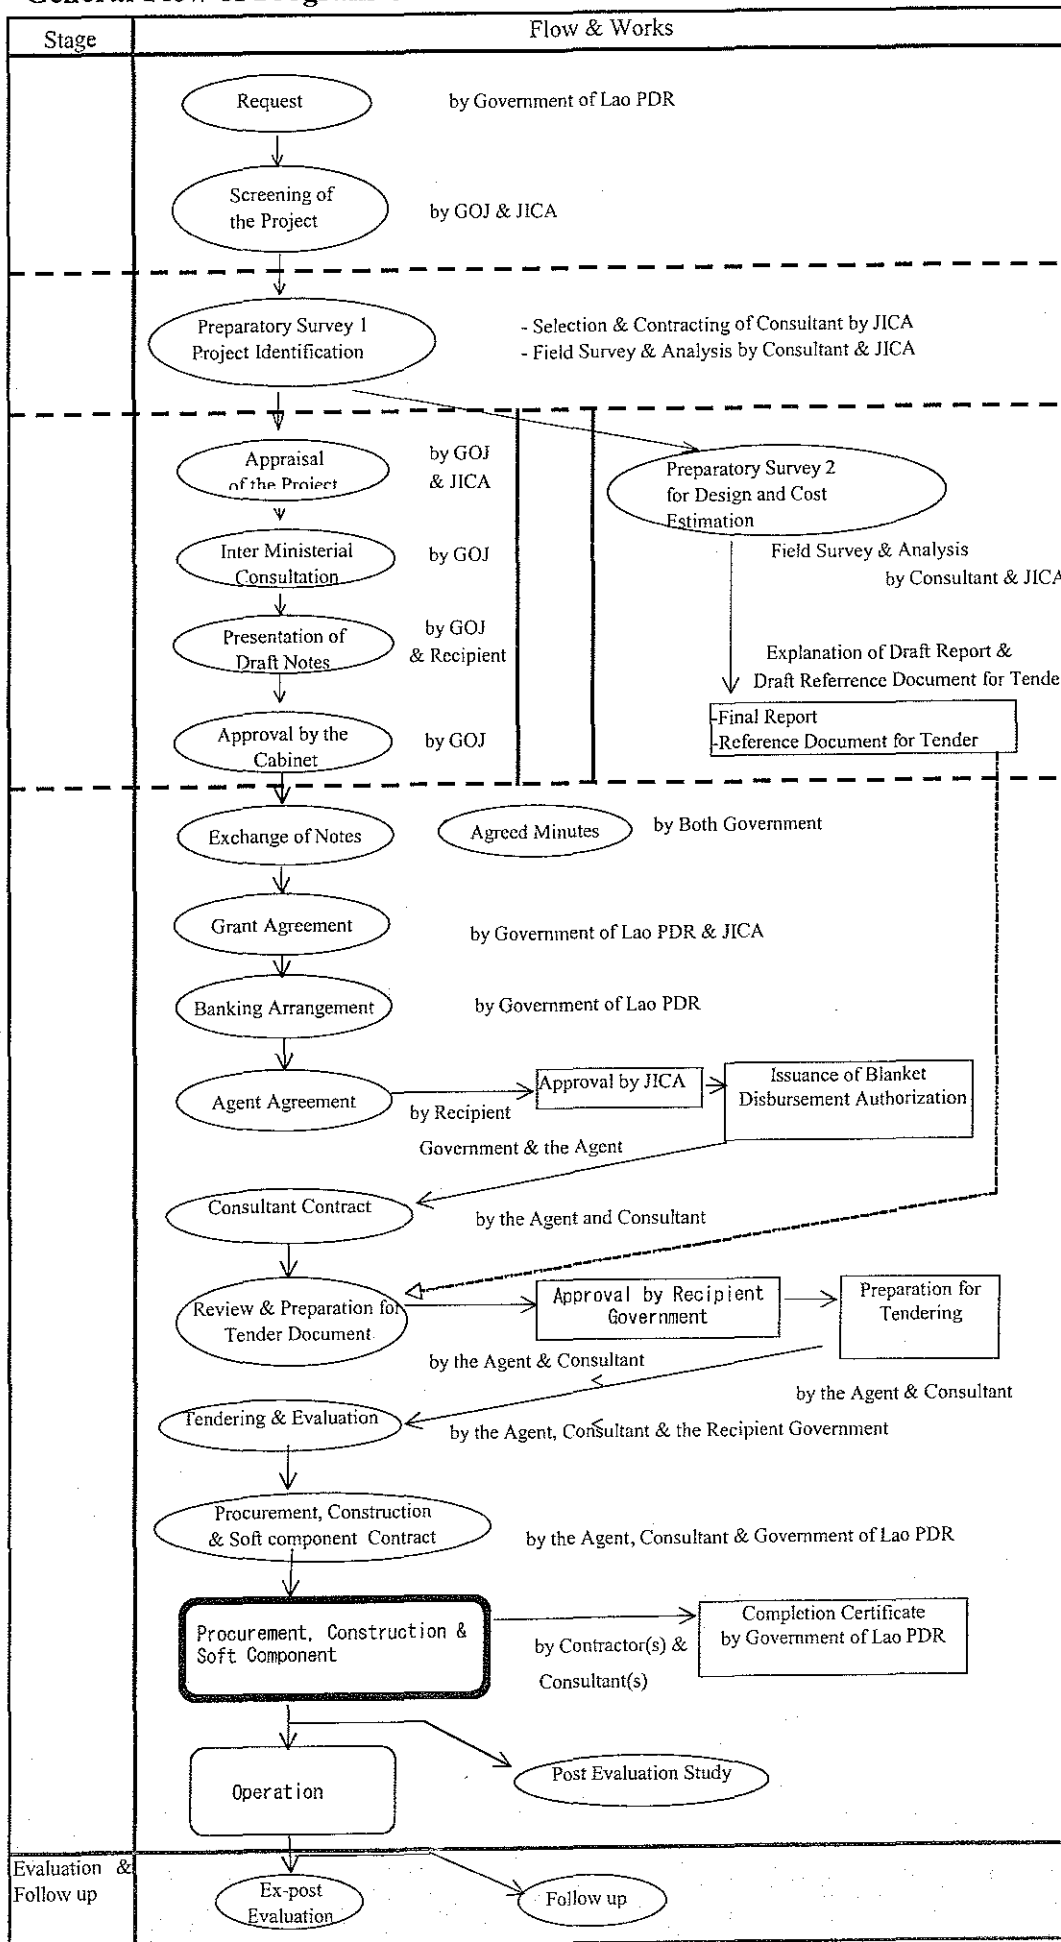 Stage
Flow & Works
Request
by Government of Lao PDR
Screening of
the Project
by GOJ & JICA
Preparatory Survey 1
Project Identification
- Selection & Contracting of Consultant by JICA
- Field Survey & Analysis by Consultant & JICA
Appraisal
of the Project
by GOJ
& JICA
Preparatory Survey 2
for Design and Cost
Estimation
Inter Ministerial
Consultation
by GOJ
Field Survey & Analysis
by Consultant & JICA
Presentation of
Draft Notes
by GOJ
& Recipient
Explanation of Draft Report &
Draft Referrence Document for Tende
Approval by the
Cabinet
by GOJ
-Final Report
-Reference Document for Tender
Exchange of Notes
Agreed Minutes
by Both Government
Grant Agreement
by Government of Lao PDR & JICA
Banking Arrangement
by Government of Lao PDR
Agent Agreement
by Recipient
Government & the Agent
Approval by JICA
Issuance of Blanket
Disbursement Authorization
Consultant Contract
by the Agent and Consultant
Review & Preparation for
Tender Document
Approval by Recipient
Government
Preparation for
Tendering
by the Agent & Consultant
by the Agent & Consultant
Tendering & Evaluation
by the Agent, Consultant & the Recipient Government
Procurement, Construction
& Soft component Contract
by the Agent, Consultant & Government of Lao PDR
Procurement, Construction &
Soft Component
by Contractor(s) &
Consultant(s)
Completion Certificate
by Government of Lao PDR
Operation
Post Evaluation Study
Evaluation &
Follow up
Ex-post
Evaluation
Follow up